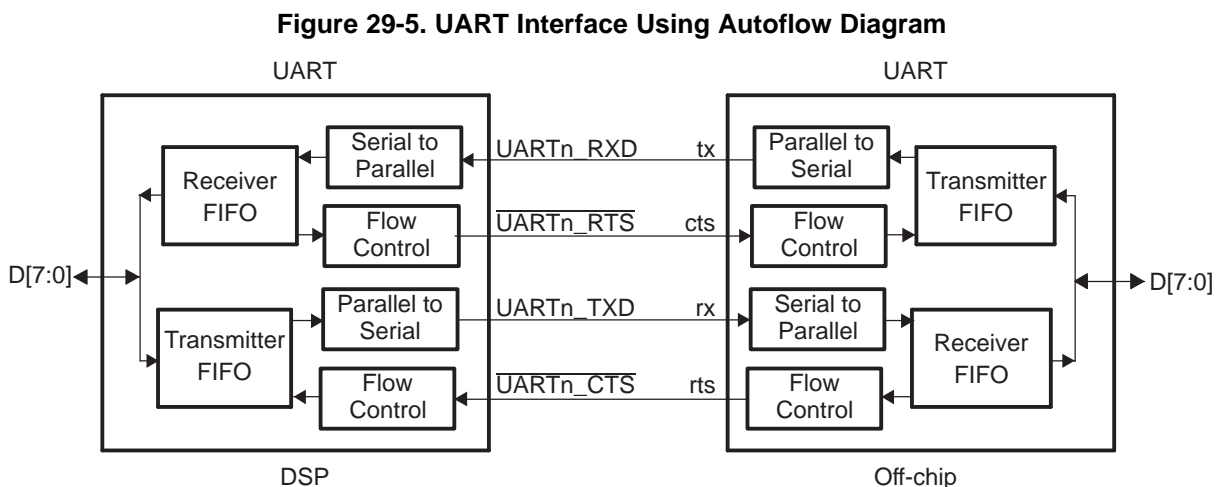 Figure 29-5. UART Interface Using Autoflow Diagram
UART
UART
Serial to
Parallel
UARTn_RXD
tx
Parallel to
Serial
Receiver
FIFO
Transmitter
FIFO
Flow
Control
UARTn_RTS
cts
Flow
Control
D[7:0]
D[7:0]
Parallel to
Serial
UARTn_TXD
rx
Serial to
Parallel
Transmitter
FIFO
Receiver
FIFO
Flow
Control
UARTn_CTS
rts
Flow
Control
DSP
Off-chip